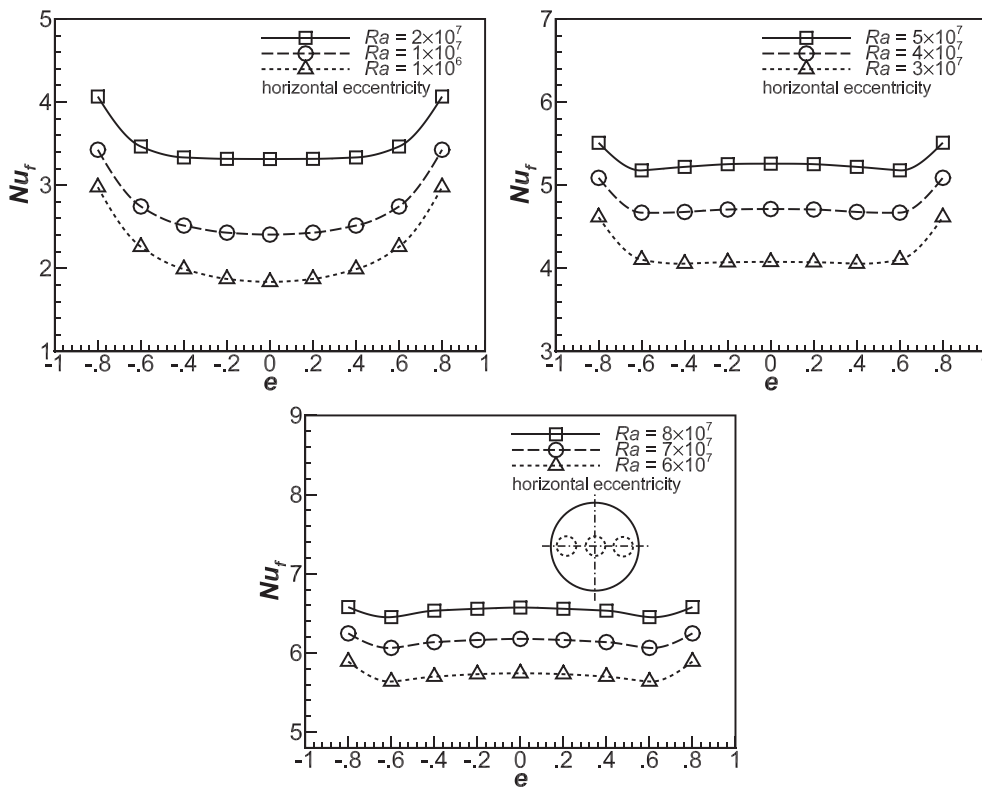 5
4
3
2
1
Nu_f
Ra = 2×10⁷
Ra = 1×10⁷
Ra = 1×10⁶
horizontal eccentricity
-1 -.8 -.6 -.4 -.2 0 .2 .4 .6 .8 1
e
7
6
5
4
3
Nu_f
Ra = 5×10⁷
Ra = 4×10⁷
Ra = 3×10⁷
horizontal eccentricity
-1 -.8 -.6 -.4 -.2 0 .2 .4 .6 .8
e
9
8
7
6
5
Nu_f
Ra = 8×10⁷
Ra = 7×10⁷
Ra = 6×10⁷
horizontal eccentricity
-1 -.8 -.6 -.4 -.2 0 .2 .4 .6 .8 1
e